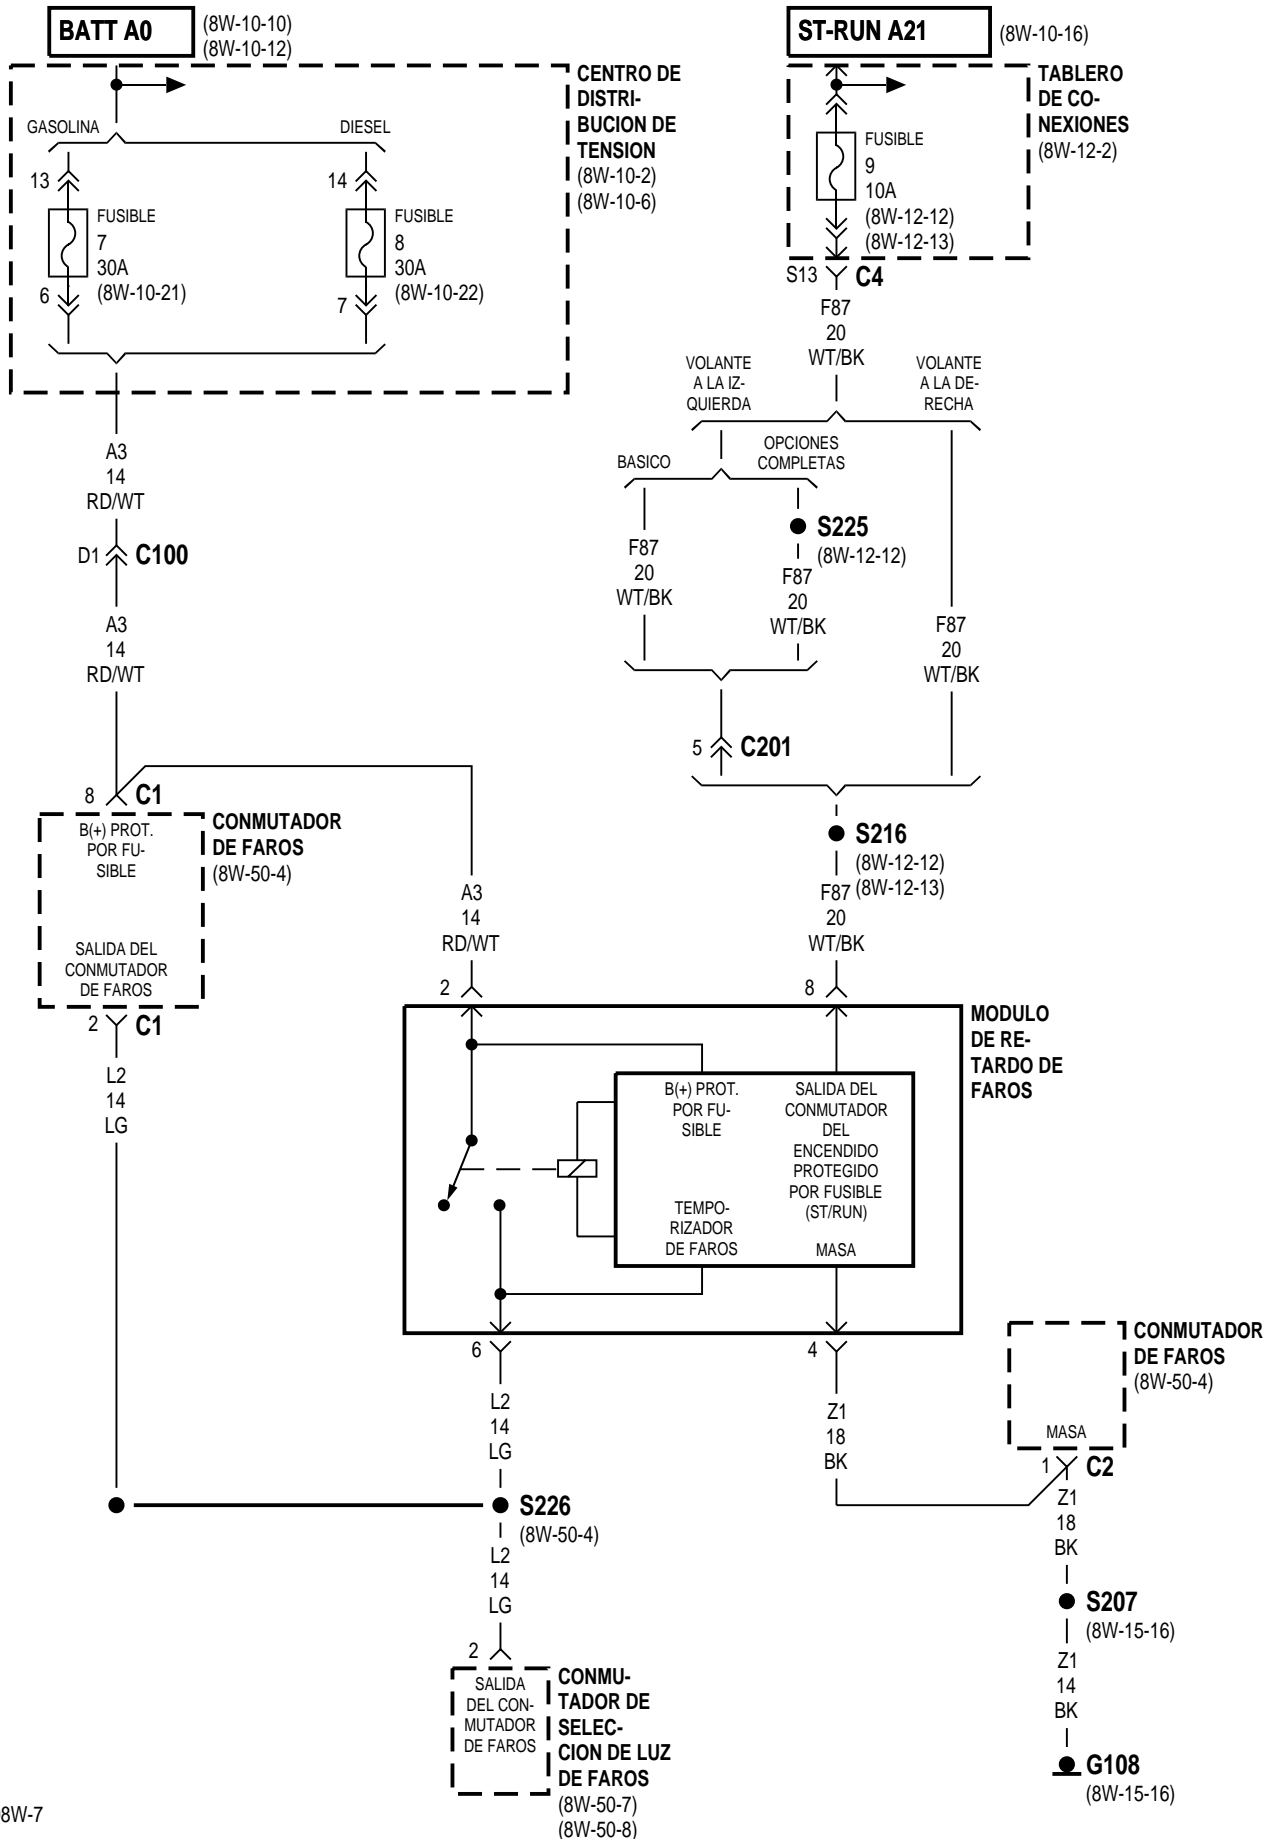 BATT A0
(8W-10-10)
(8W-10-12)
ST-RUN A21
(8W-10-16)
CENTRO DE
DISTRI-
BUCION DE
TENSION
(8W-10-2)
(8W-10-6)
GASOLINA
DIESEL
13
FUSIBLE
7
30A
(8W-10-21)
6
14
FUSIBLE
8
30A
(8W-10-22)
7
TABLERO
DE CO-
NEXIONES
(8W-12-2)
FUSIBLE
9
10A
(8W-12-12)
(8W-12-13)
S13
C4
F87
20
WT/BK
VOLANTE
A LA IZ-
QUIERDA
VOLANTE
A LA DE-
RECHA
BASICO
OPCIONES
COMPLETAS
S225
(8W-12-12)
F87
20
WT/BK
F87
20
WT/BK
F87
20
WT/BK
5
C201
S216
(8W-12-12)
(8W-12-13)
F87
20
WT/BK
8
A3
14
RD/WT
D1
C100
A3
14
RD/WT
8
C1
B(+) PROT.
POR FU-
SIBLE
SALIDA DEL
CONMUTADOR
DE FAROS
CONMUTADOR
DE FAROS
(8W-50-4)
2
C1
L2
14
LG
A3
14
RD/WT
2
MODULO
DE RE-
TARDO DE
FAROS
B(+) PROT.
POR FU-
SIBLE
SALIDA DEL
CONMUTADOR
DEL
ENCENDIDO
PROTEGIDO
POR FUSIBLE
(ST/RUN)
TEMPO-
RIZADOR
DE FAROS
MASA
6
4
L2
14
LG
Z1
18
BK
CONMUTADOR
DE FAROS
(8W-50-4)
MASA
1
C2
Z1
18
BK
S226
(8W-50-4)
L2
14
LG
S207
(8W-15-16)
Z1
14
BK
G108
(8W-15-16)
2
SALIDA
DEL CON-
MUTADOR
DE FAROS
CONMU-
TADOR DE
SELEC-
CION DE LUZ
DE FAROS
(8W-50-7)
(8W-50-8)
8W-7